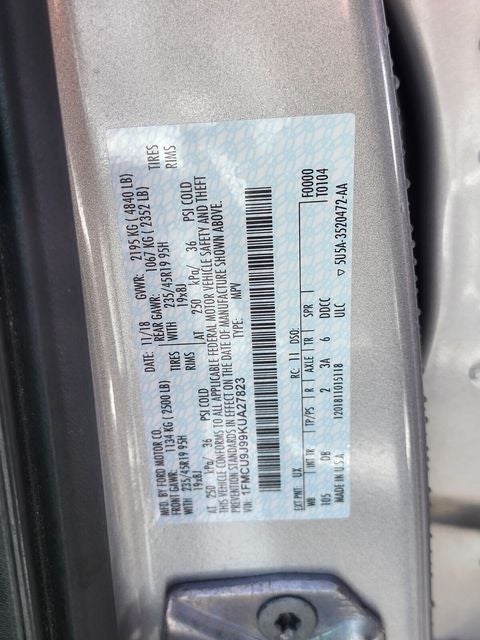 MFD. BY FORD MOTOR CO. DATE: 11/18 GVWR: 2195 KG ( 4840 LB)
FRONT GAWR: 1134 KG ( 2500 LB) REAR GAWR: 1067 KG ( 2352 LB)
WITH 235/45R19 95H TIRES WITH 235/45R19 95H TIRES
19x8J RIMS 19x8J RIMS
AT 250 kPa/ 36 PSI COLD AT 250 kPa/ 36 PSI COLD
THIS VEHICLE CONFORMS TO ALL APPLICABLE FEDERAL MOTOR VEHICLE SAFETY AND THEFT
PREVENTION STANDARDS IN EFFECT ON THE DATE OF MANUFACTURE SHOWN ABOVE.
VIN: 1FMCU9J99KUA27823 TYPE: MPV
EXT PNT: UX RC: 11 DSO: F0000
WB INT TR TP/PS R AXLE TR SPR T0104
105 DB 2 3A 6 DDCC
MADE IN U.S.A. ULC
▽ 5U5A-3520472-AA